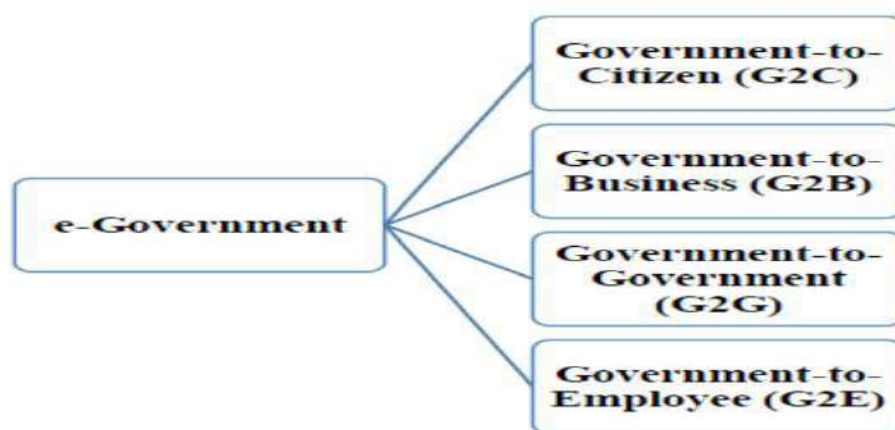 Government-to-
Citizen (G2C)
Government-to-
Business (G2B)
e-Government
Government-to-
Government
(G2G)
Government-to-
Employee (G2E)